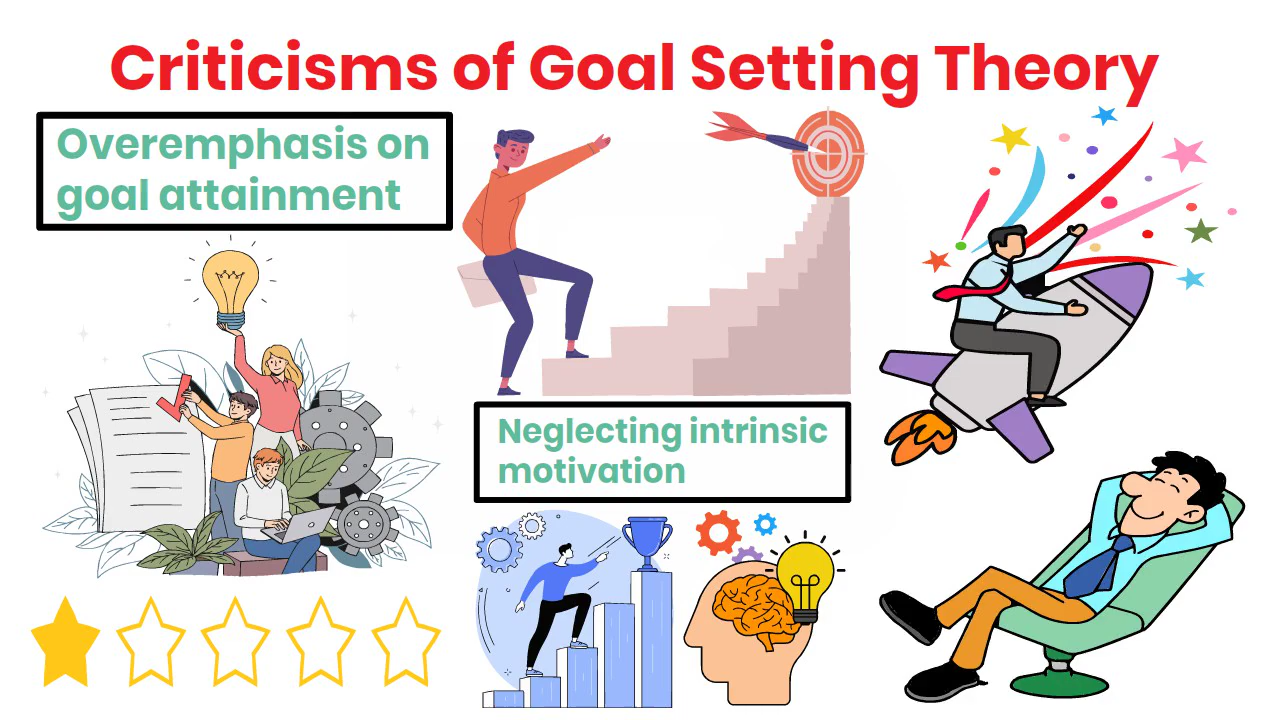 Criticisms of Goal Setting Theory
Overemphasis on
goal attainment
Neglecting intrinsic
motivation